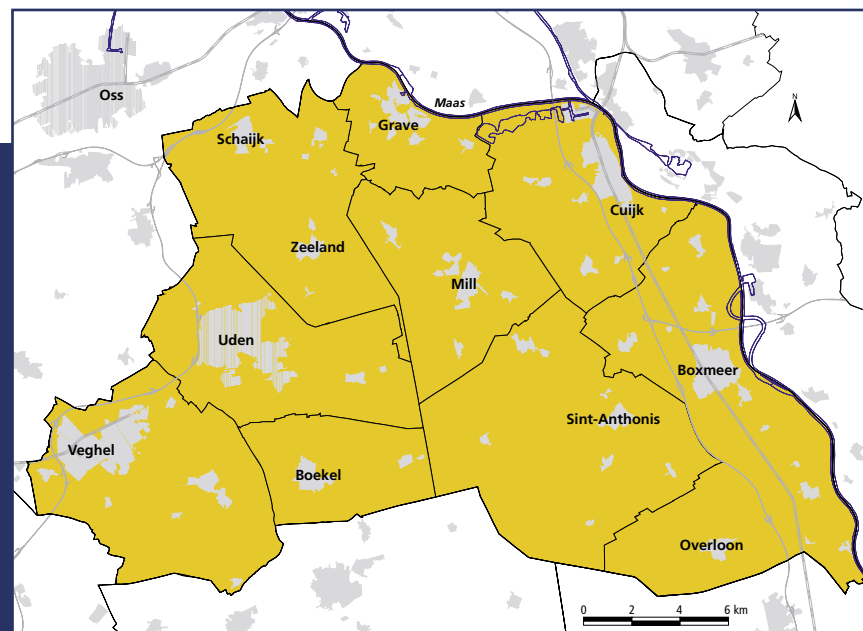 Oss
Maas
N
Grave
Schaijk
Cuijk
Zeeland
Mill
Uden
Boxmeer
Sint-Anthonis
Veghel
Boekel
Overloon
0 2 4 6 km